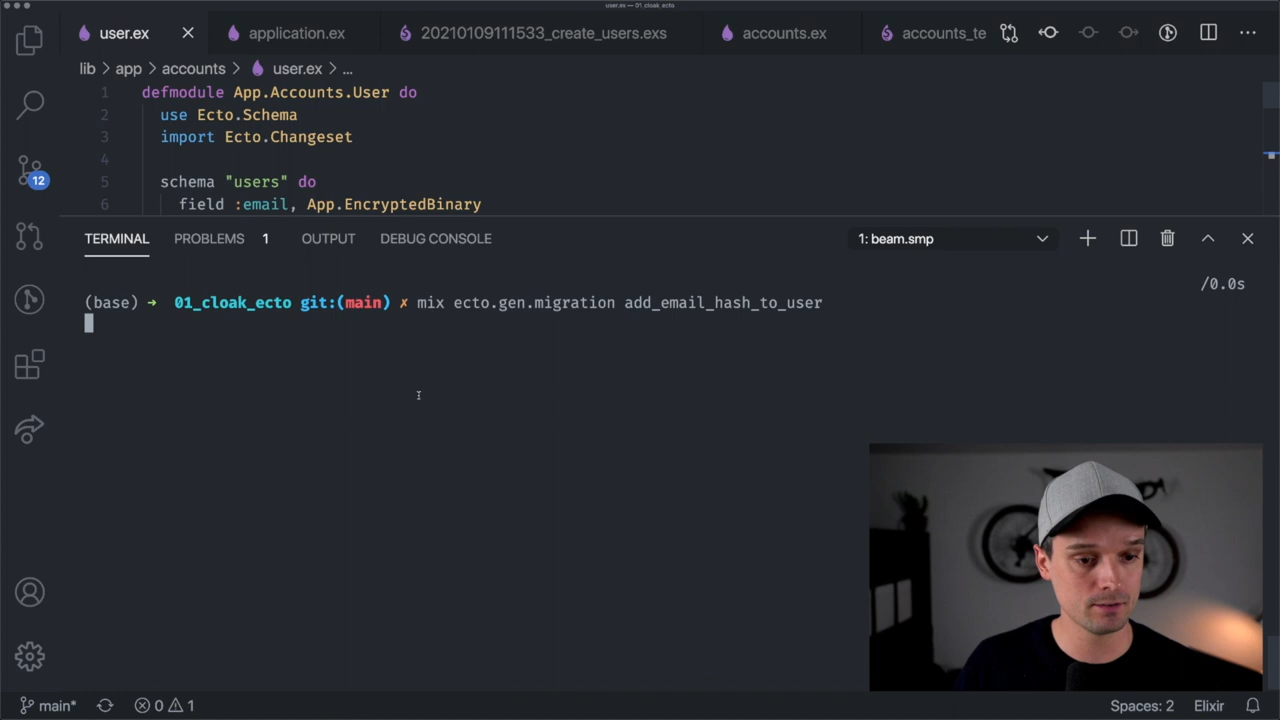 user.ex — 01_cloak_ecto
user.ex
application.ex
20210109111533_create_users.exs
accounts.ex
accounts_te
lib > app > accounts > user.ex > ...
1 defmodule App.Accounts.User do
2 use Ecto.Schema
3 import Ecto.Changeset
4
5 schema "users" do
6 field :email, App.EncryptedBinary
TERMINAL PROBLEMS 1 OUTPUT DEBUG CONSOLE 1: beam.smp
/0.0s
(base) ➜ 01_cloak_ecto git:(main) ✗ mix ecto.gen.migration add_email_hash_to_user
12
main* 0 1 Spaces: 2 Elixir